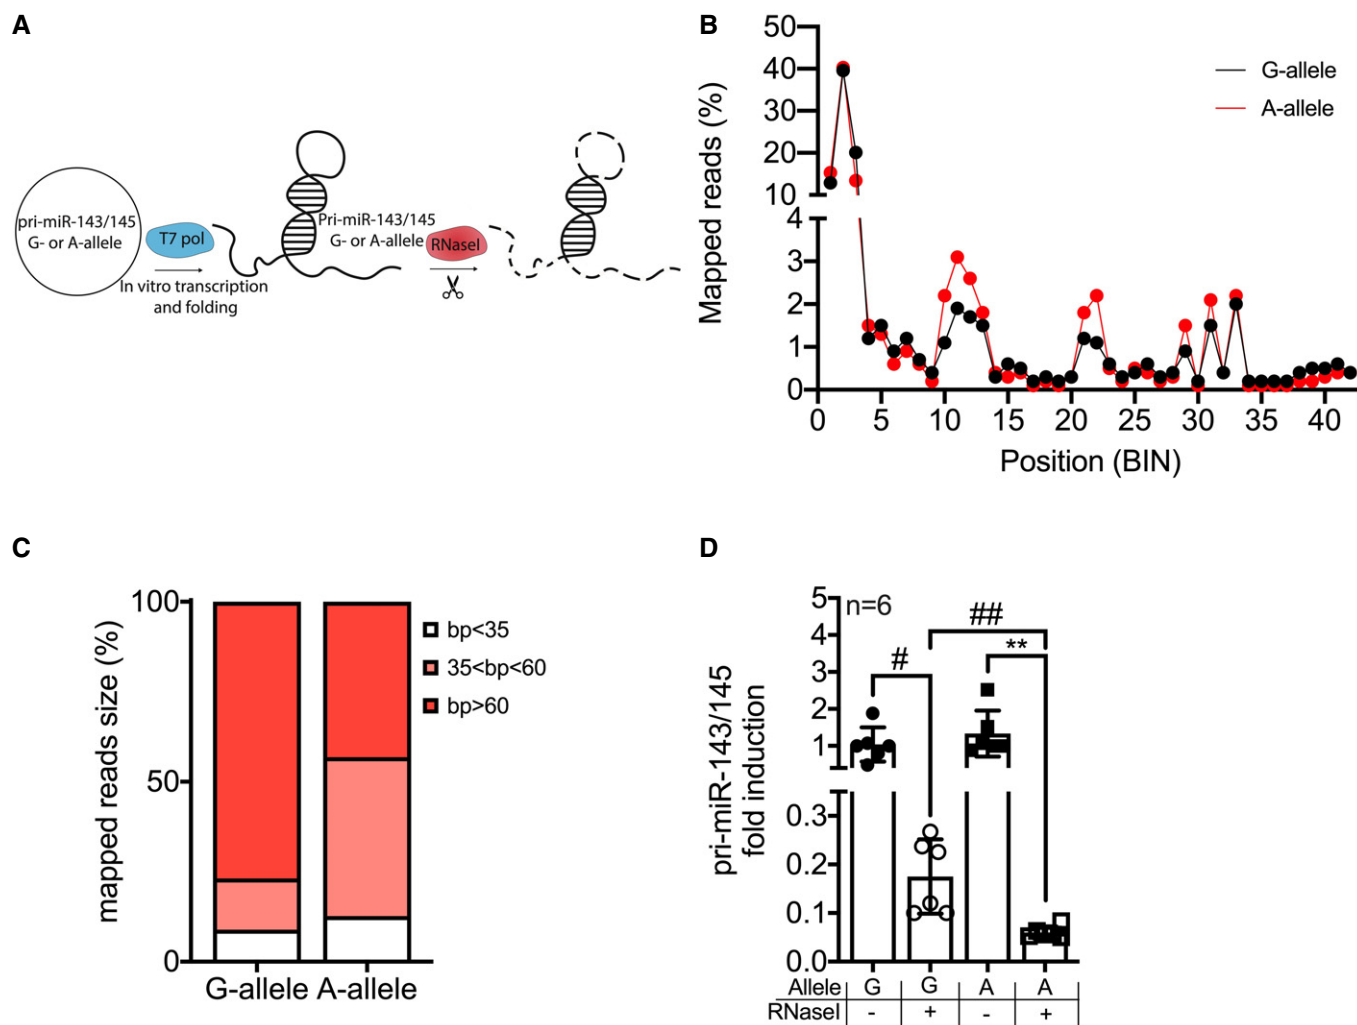 A
pri-miR-143/145
G- or A-allele
T7 pol
In vitro transcription
and folding
Pri-miR-143/145
G- or A-allele
RNaseI
B
Mapped reads (%)
50
40
30
20
10
4
3
2
1
0
0 5 10 15 20 25 30 35 40
Position (BIN)
G-allele
A-allele
C
mapped reads size (%)
100
50
0
G-allele A-allele
bp<35
35<bp<60
bp>60
D
pri-miR-143/145
fold induction
n=6
5
4
3
2
1
0.3
0.2
0.1
0.0
#
##
**
Allele G G A A
RNaseI - + - +